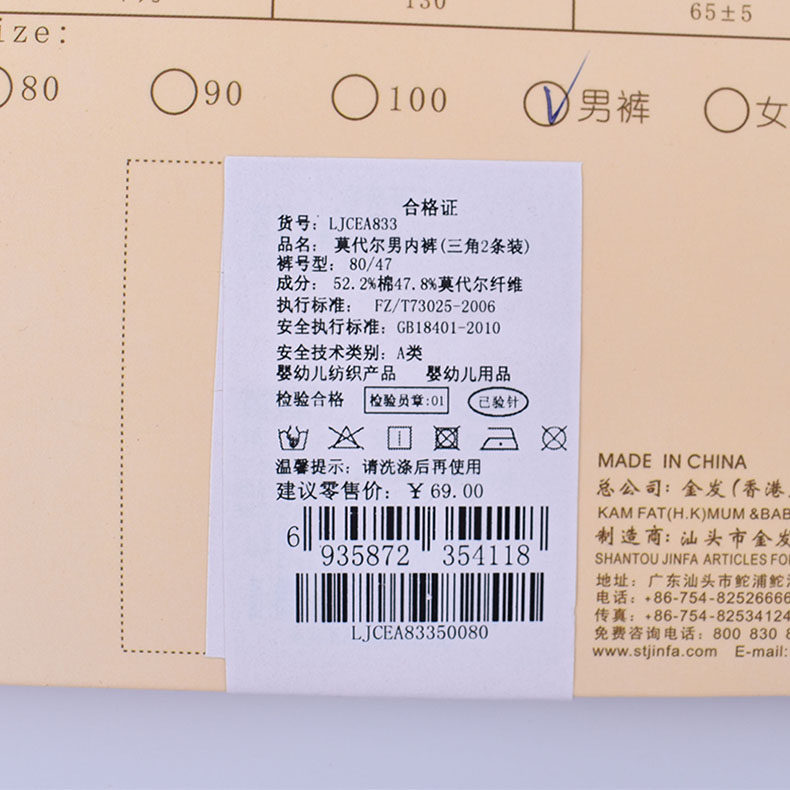 130
65±5
ize:
80
90
100
男裤
女
合格证
货号: LJCEA833
品名: 莫代尔男内裤(三角2条装)
裤号型: 80/47
成分: 52.2%棉47.8%莫代尔纤维
执行标准: FZ/T73025-2006
安全执行标准: GB18401-2010
安全技术类别: A类
婴幼儿纺织产品 婴幼儿用品
检验合格 检验员章:01 已验针
温馨提示: 请洗涤后再使用
建议零售价: ¥ 69.00
6 935872 354118
LJCEA83350080
MADE IN CHINA
总公司: 金发(香港
KAM FAT(H.K)MUM &BAB
制造商: 汕头市金发
SHANTOU JINFA ARTICLES FO
地址: 广东汕头市鮀浦鮀
电话: +86-754-82526666
传真: +86-754-82534124
免费咨询电话: 800 830 8
www.stjinfa.com E-mail: